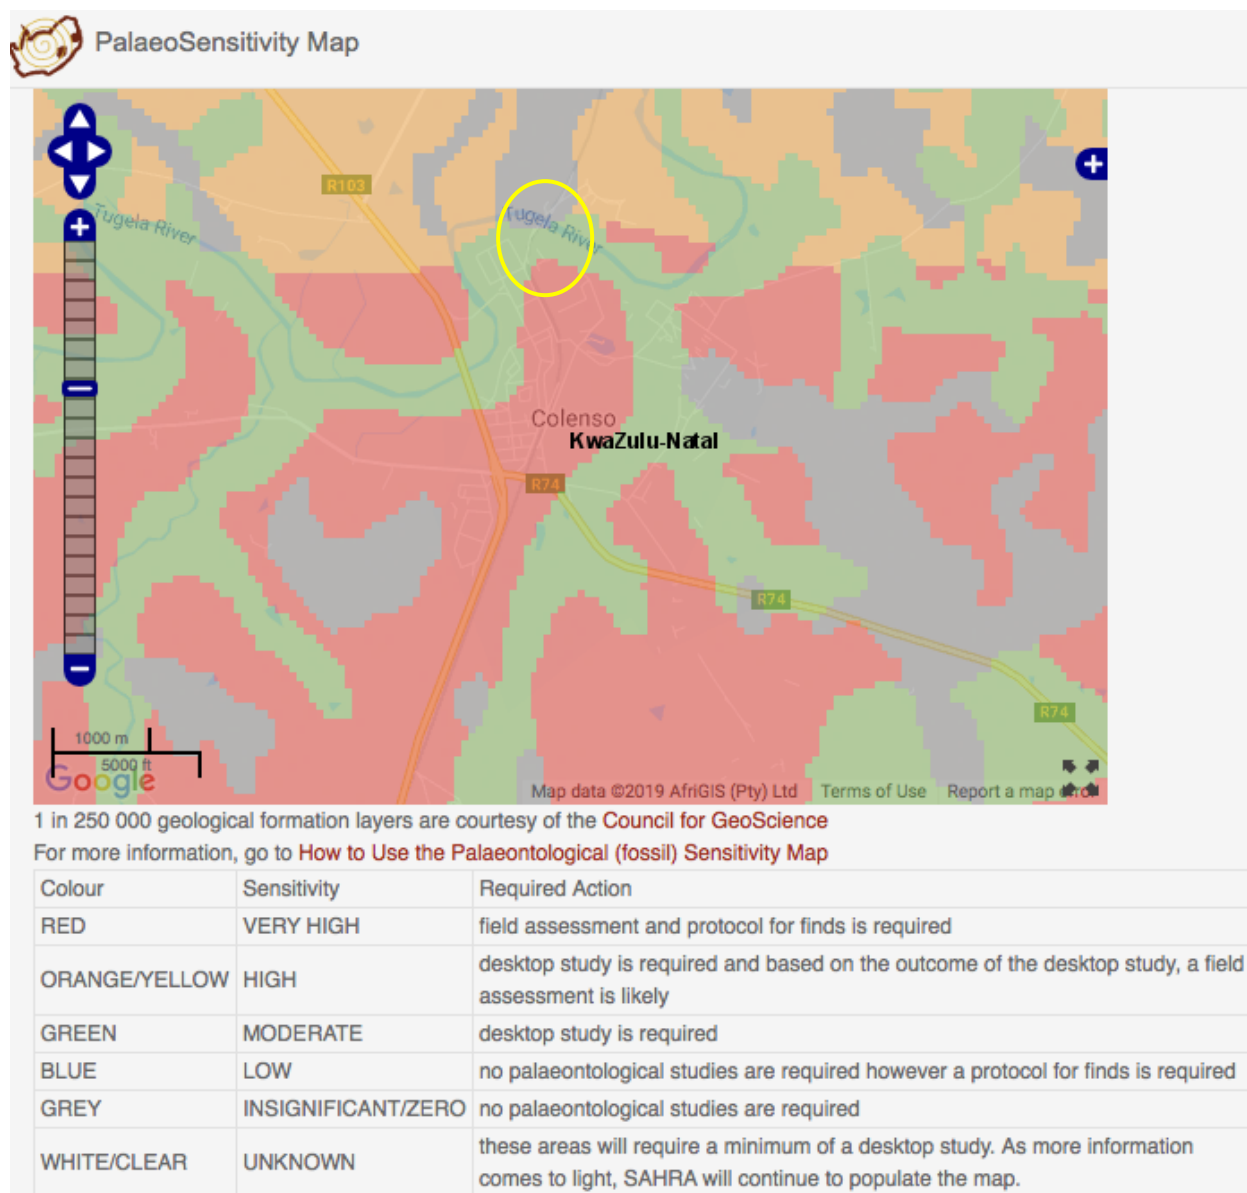 PalaeoSensitivity Map
R103
Tugela River
Tugela River
Colenso
KwaZulu-Natal
R74
R74
R74
1000 m
5000 ft
Google
Map data ©2019 AfriGIS (Pty) Ltd Terms of Use Report a map error
1 in 250 000 geological formation layers are courtesy of the Council for GeoScience
For more information, go to How to Use the Palaeontological (fossil) Sensitivity Map
Colour Sensitivity Required Action
RED VERY HIGH field assessment and protocol for finds is required
ORANGE/YELLOW HIGH desktop study is required and based on the outcome of the desktop study, a field
assessment is likely
GREEN MODERATE desktop study is required
BLUE LOW no palaeontological studies are required however a protocol for finds is required
GREY INSIGNIFICANT/ZERO no palaeontological studies are required
WHITE/CLEAR UNKNOWN these areas will require a minimum of a desktop study. As more information
comes to light, SAHRA will continue to populate the map.